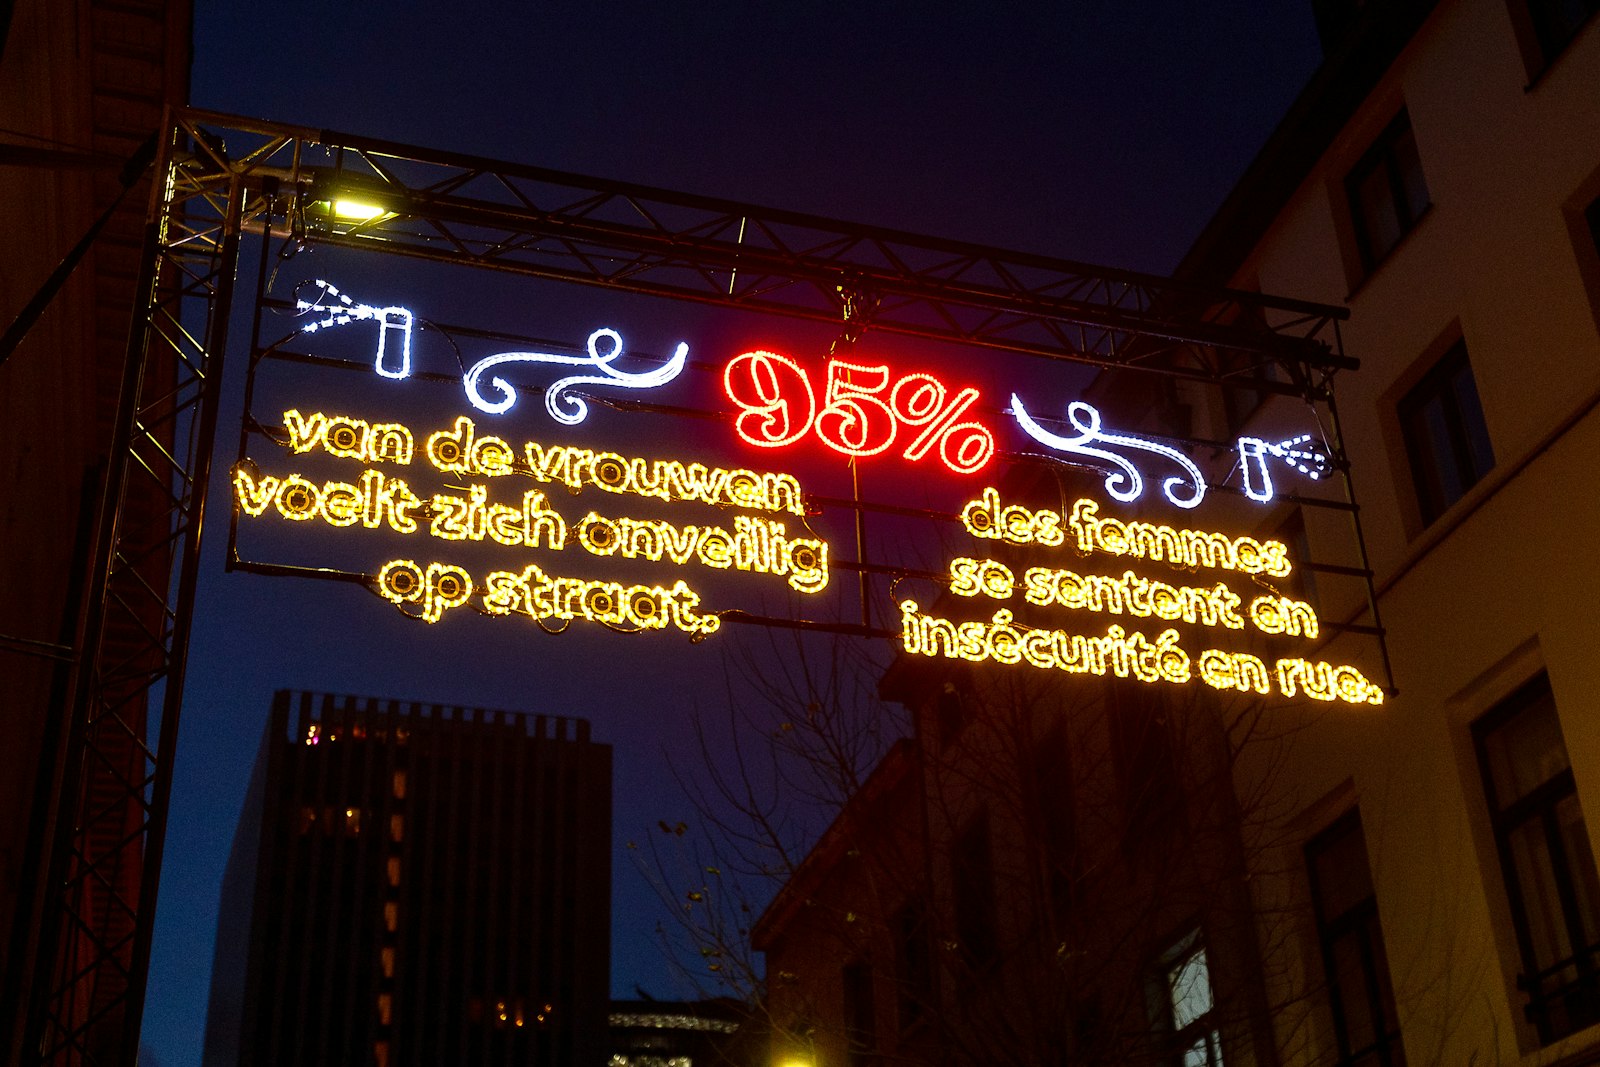 95%
van de vrouwen
voelt zich onveilig
op straat.
des femmes
se sentent en
insécurité en rue.